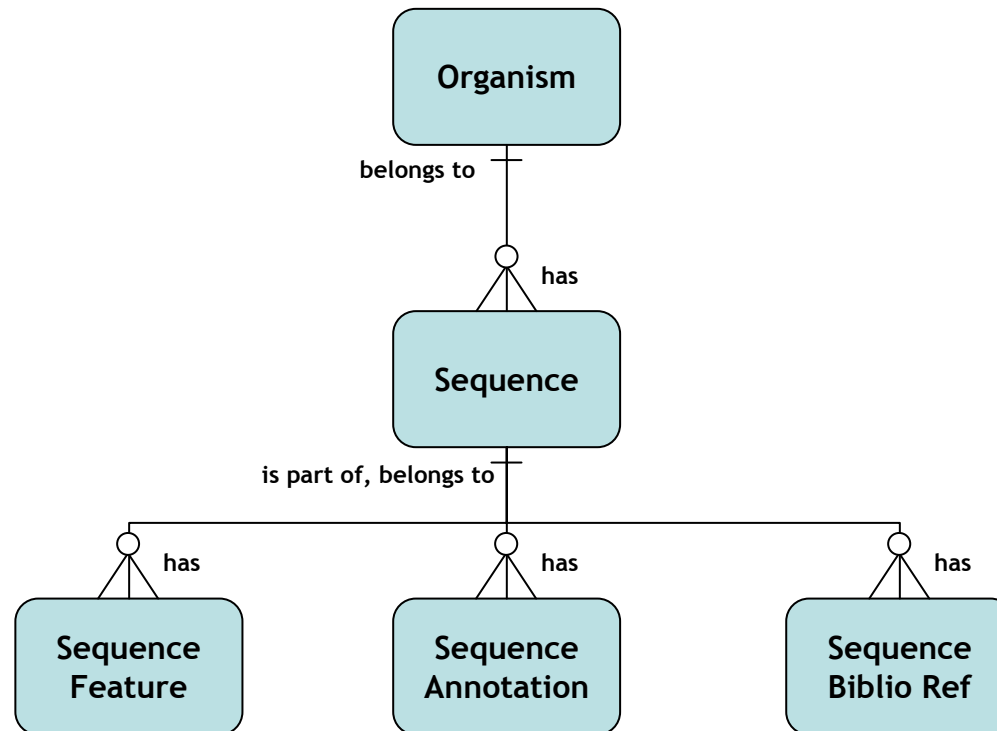 Organism
belongs to
has
Sequence
is part of, belongs to
has
has
has
Sequence
Feature
Sequence
Annotation
Sequence
Biblio Ref